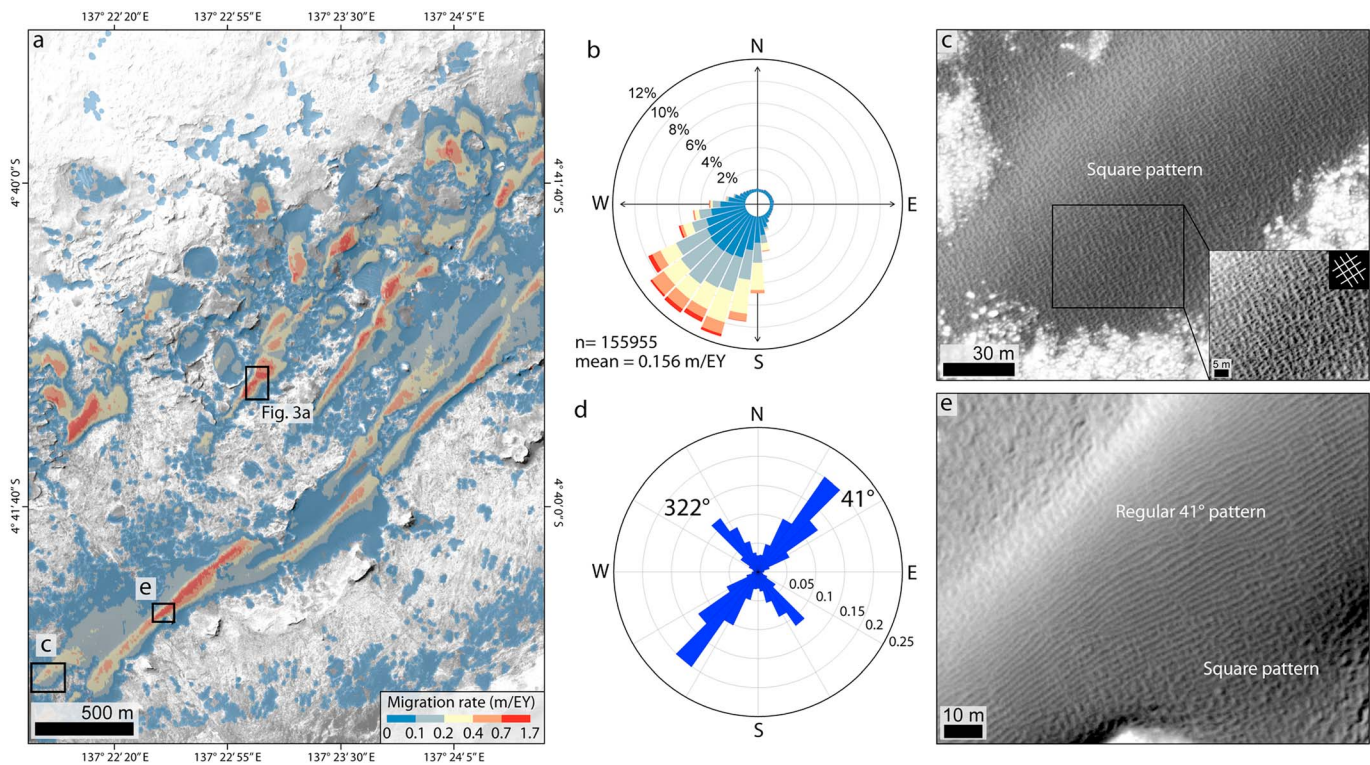 137° 22' 20" E
137° 22' 55" E
137° 23' 30" E
137° 24' 5" E
a
4° 40'0" S
4° 41'40" S
4° 41'40" S
4° 40'0" S
Fig. 3a
e
c
500 m
Migration rate (m/EY)
0 0.1 0.2 0.4 0.7 1.7
137° 22' 20" E
137° 22' 55" E
137° 23' 30" E
137° 24' 5" E
b
N
12%
10%
8%
6%
4%
2%
W
E
S
n= 155955
mean = 0.156 m/EY
c
Square pattern
30 m
5 m
d
N
322°
41°
W
E
0.05
0.1
0.15
0.2
0.25
S
e
Regular 41° pattern
Square pattern
10 m